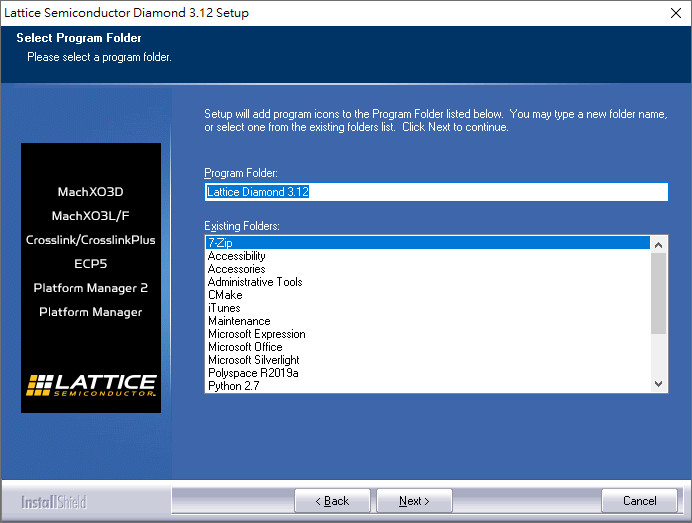 Lattice Semiconductor Diamond 3.12 Setup
Select Program Folder
Please select a program folder.
Setup will add program icons to the Program Folder listed below. You may type a new folder name,
or select one from the existing folders list. Click Next to continue.
MachXO3D
MachXO3L/F
Crosslink/CrosslinkPlus
ECP5
Platform Manager 2
Platform Manager
LATTICE
SEMICONDUCTOR
Program Folder:
Lattice Diamond 3.12
Existing Folders:
7-Zip
Accessibility
Accessories
Administrative Tools
CMake
iTunes
Maintenance
Microsoft Expression
Microsoft Office
Microsoft Silverlight
Polyspace R2019a
Python 2.7
InstallShield
< Back
Next >
Cancel